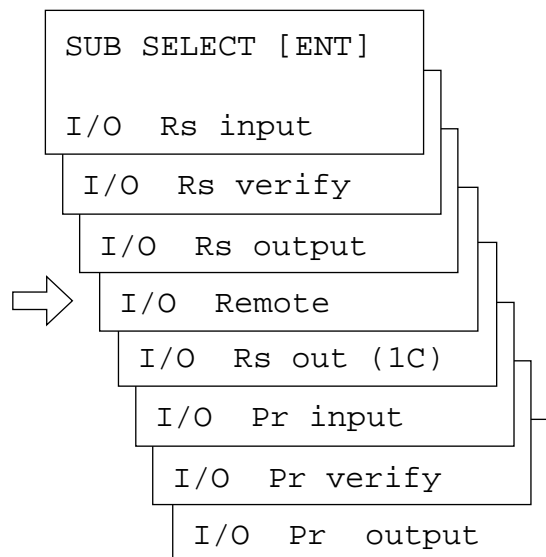 SUB SELECT [ENT]
I/O Rs input
I/O Rs verify
I/O Rs output
I/O Remote
I/O Rs out (1C)
I/O Pr input
I/O Pr verify
I/O Pr output